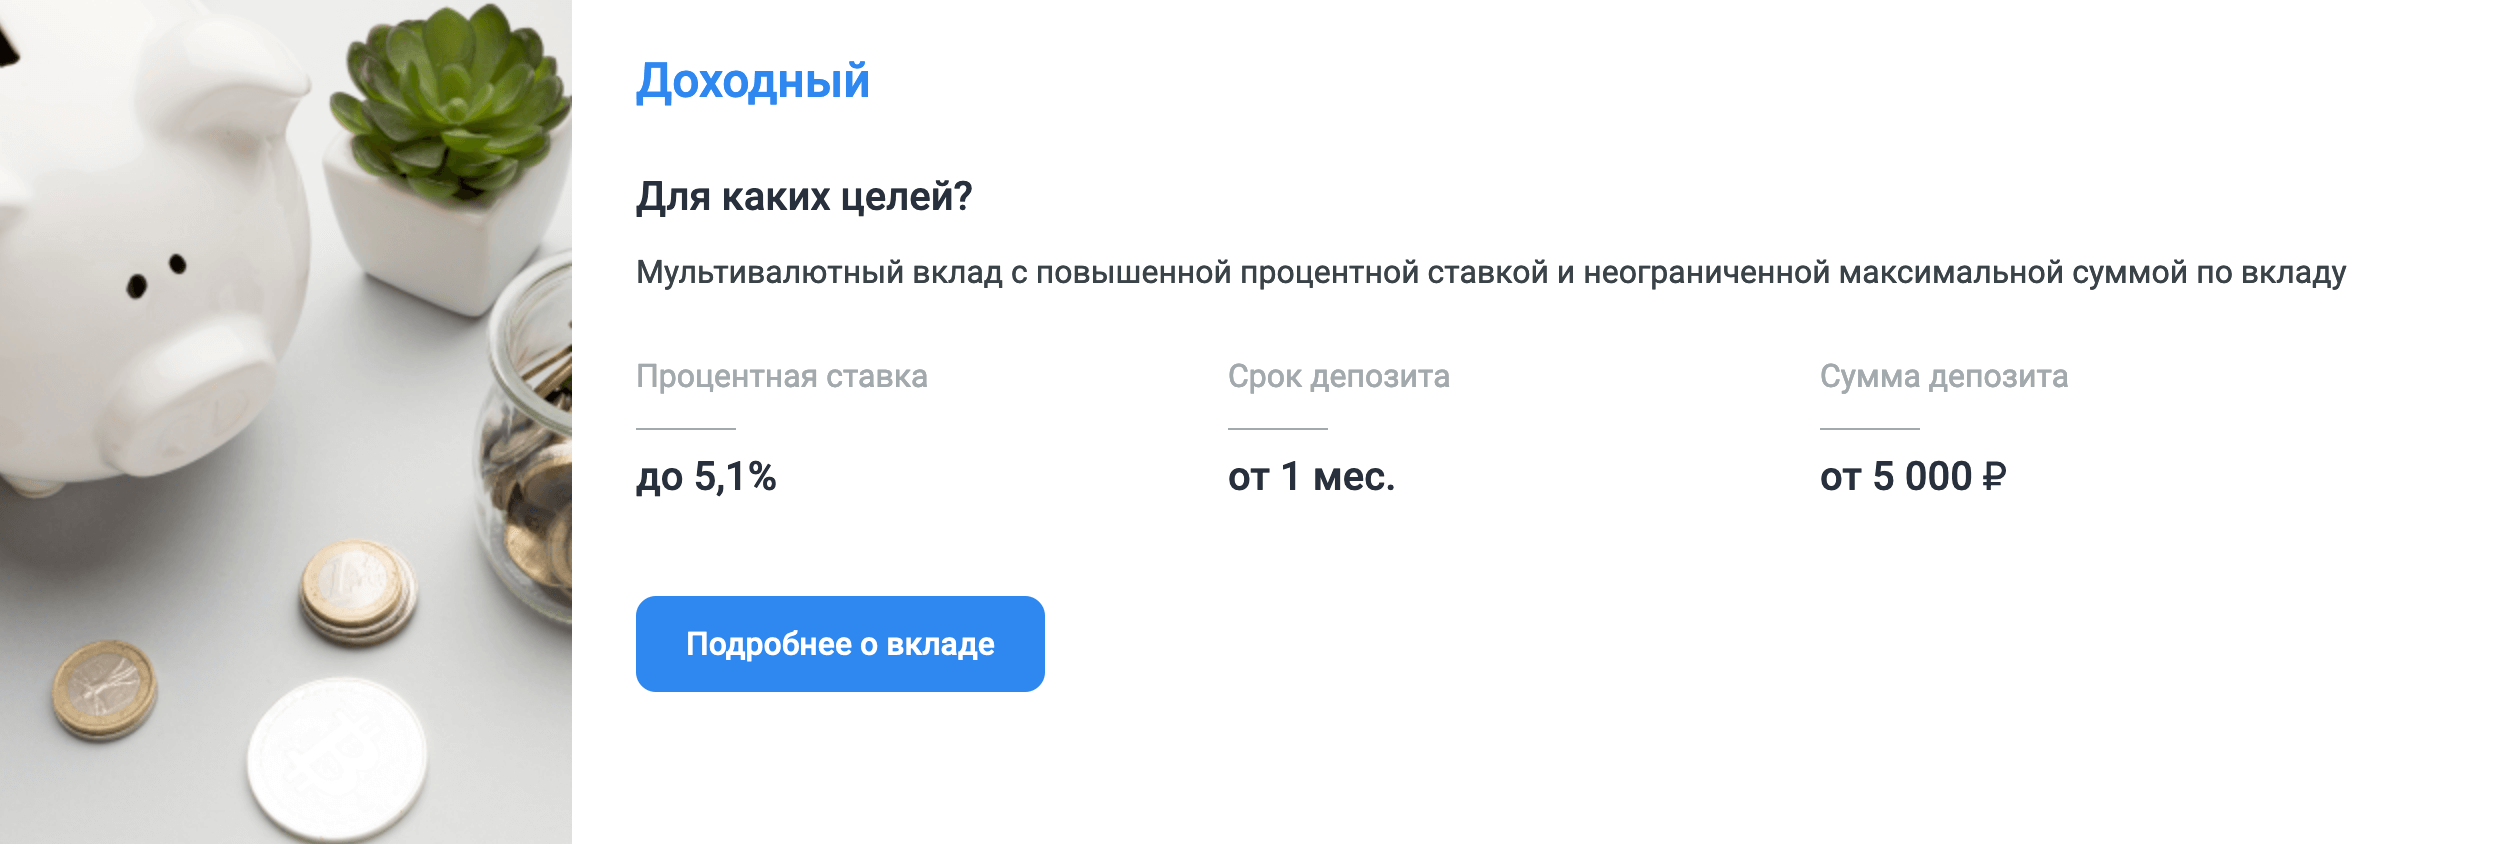 Доходный
Для каких целей?
Мультивалютный вклад с повышенной процентной ставкой и неограниченной максимальной суммой по вкладу
Процентная ставка
Срок депозита
Сумма депозита
до 5,1%
от 1 мес.
от 5 000 ₽
Подробнее о вкладе